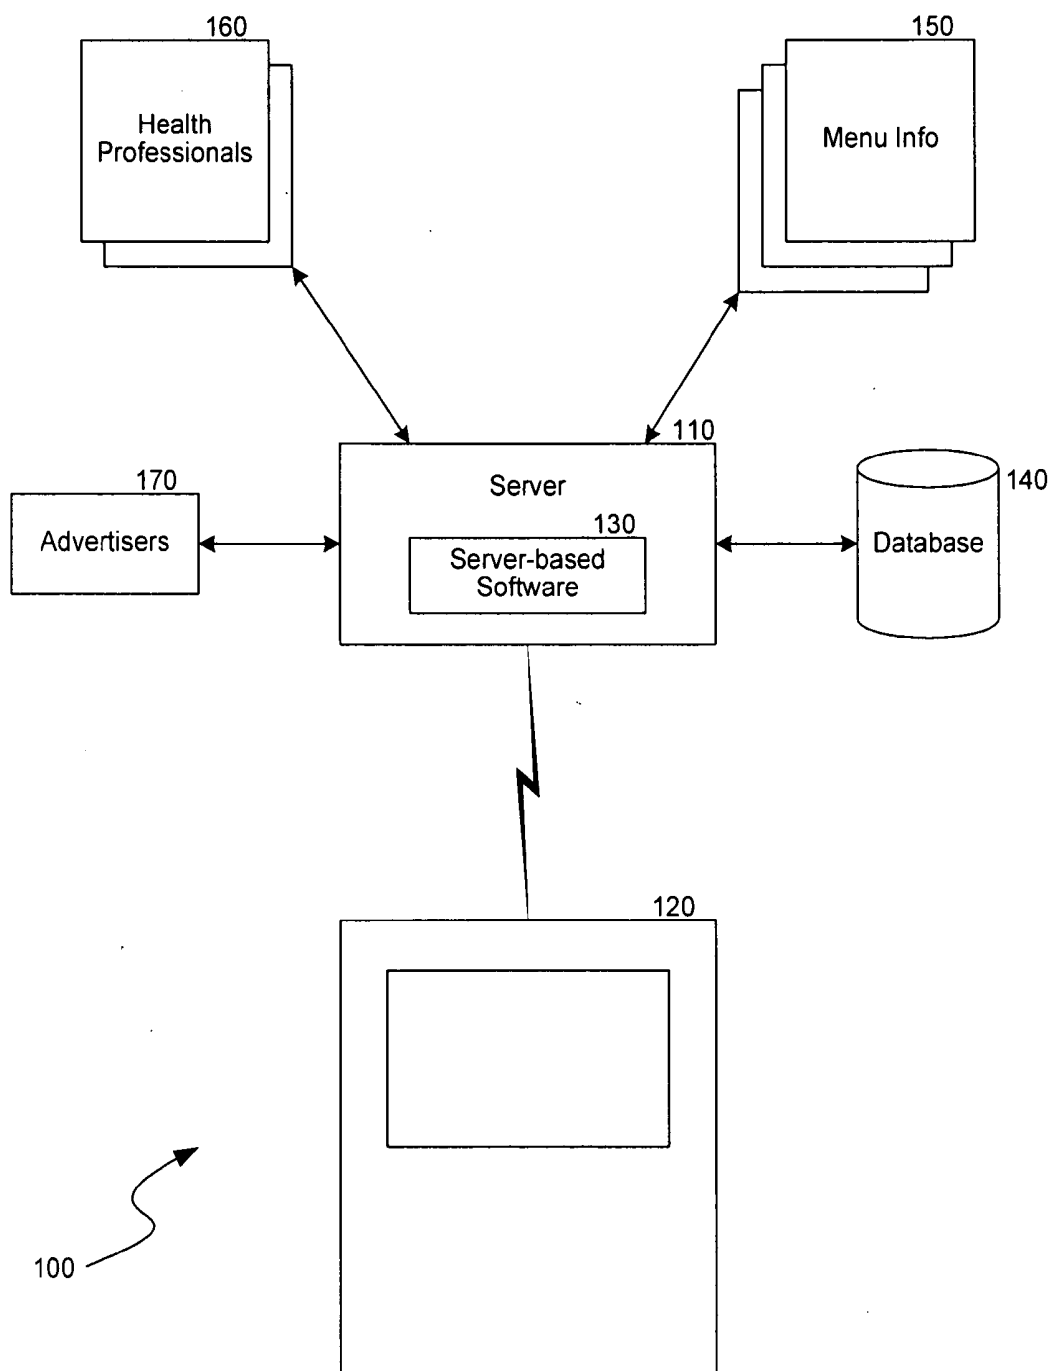 160
150
Health
Professionals
Menu Info
110
Server
170
140
Advertisers
130
Server-based
Software
Database
120
100